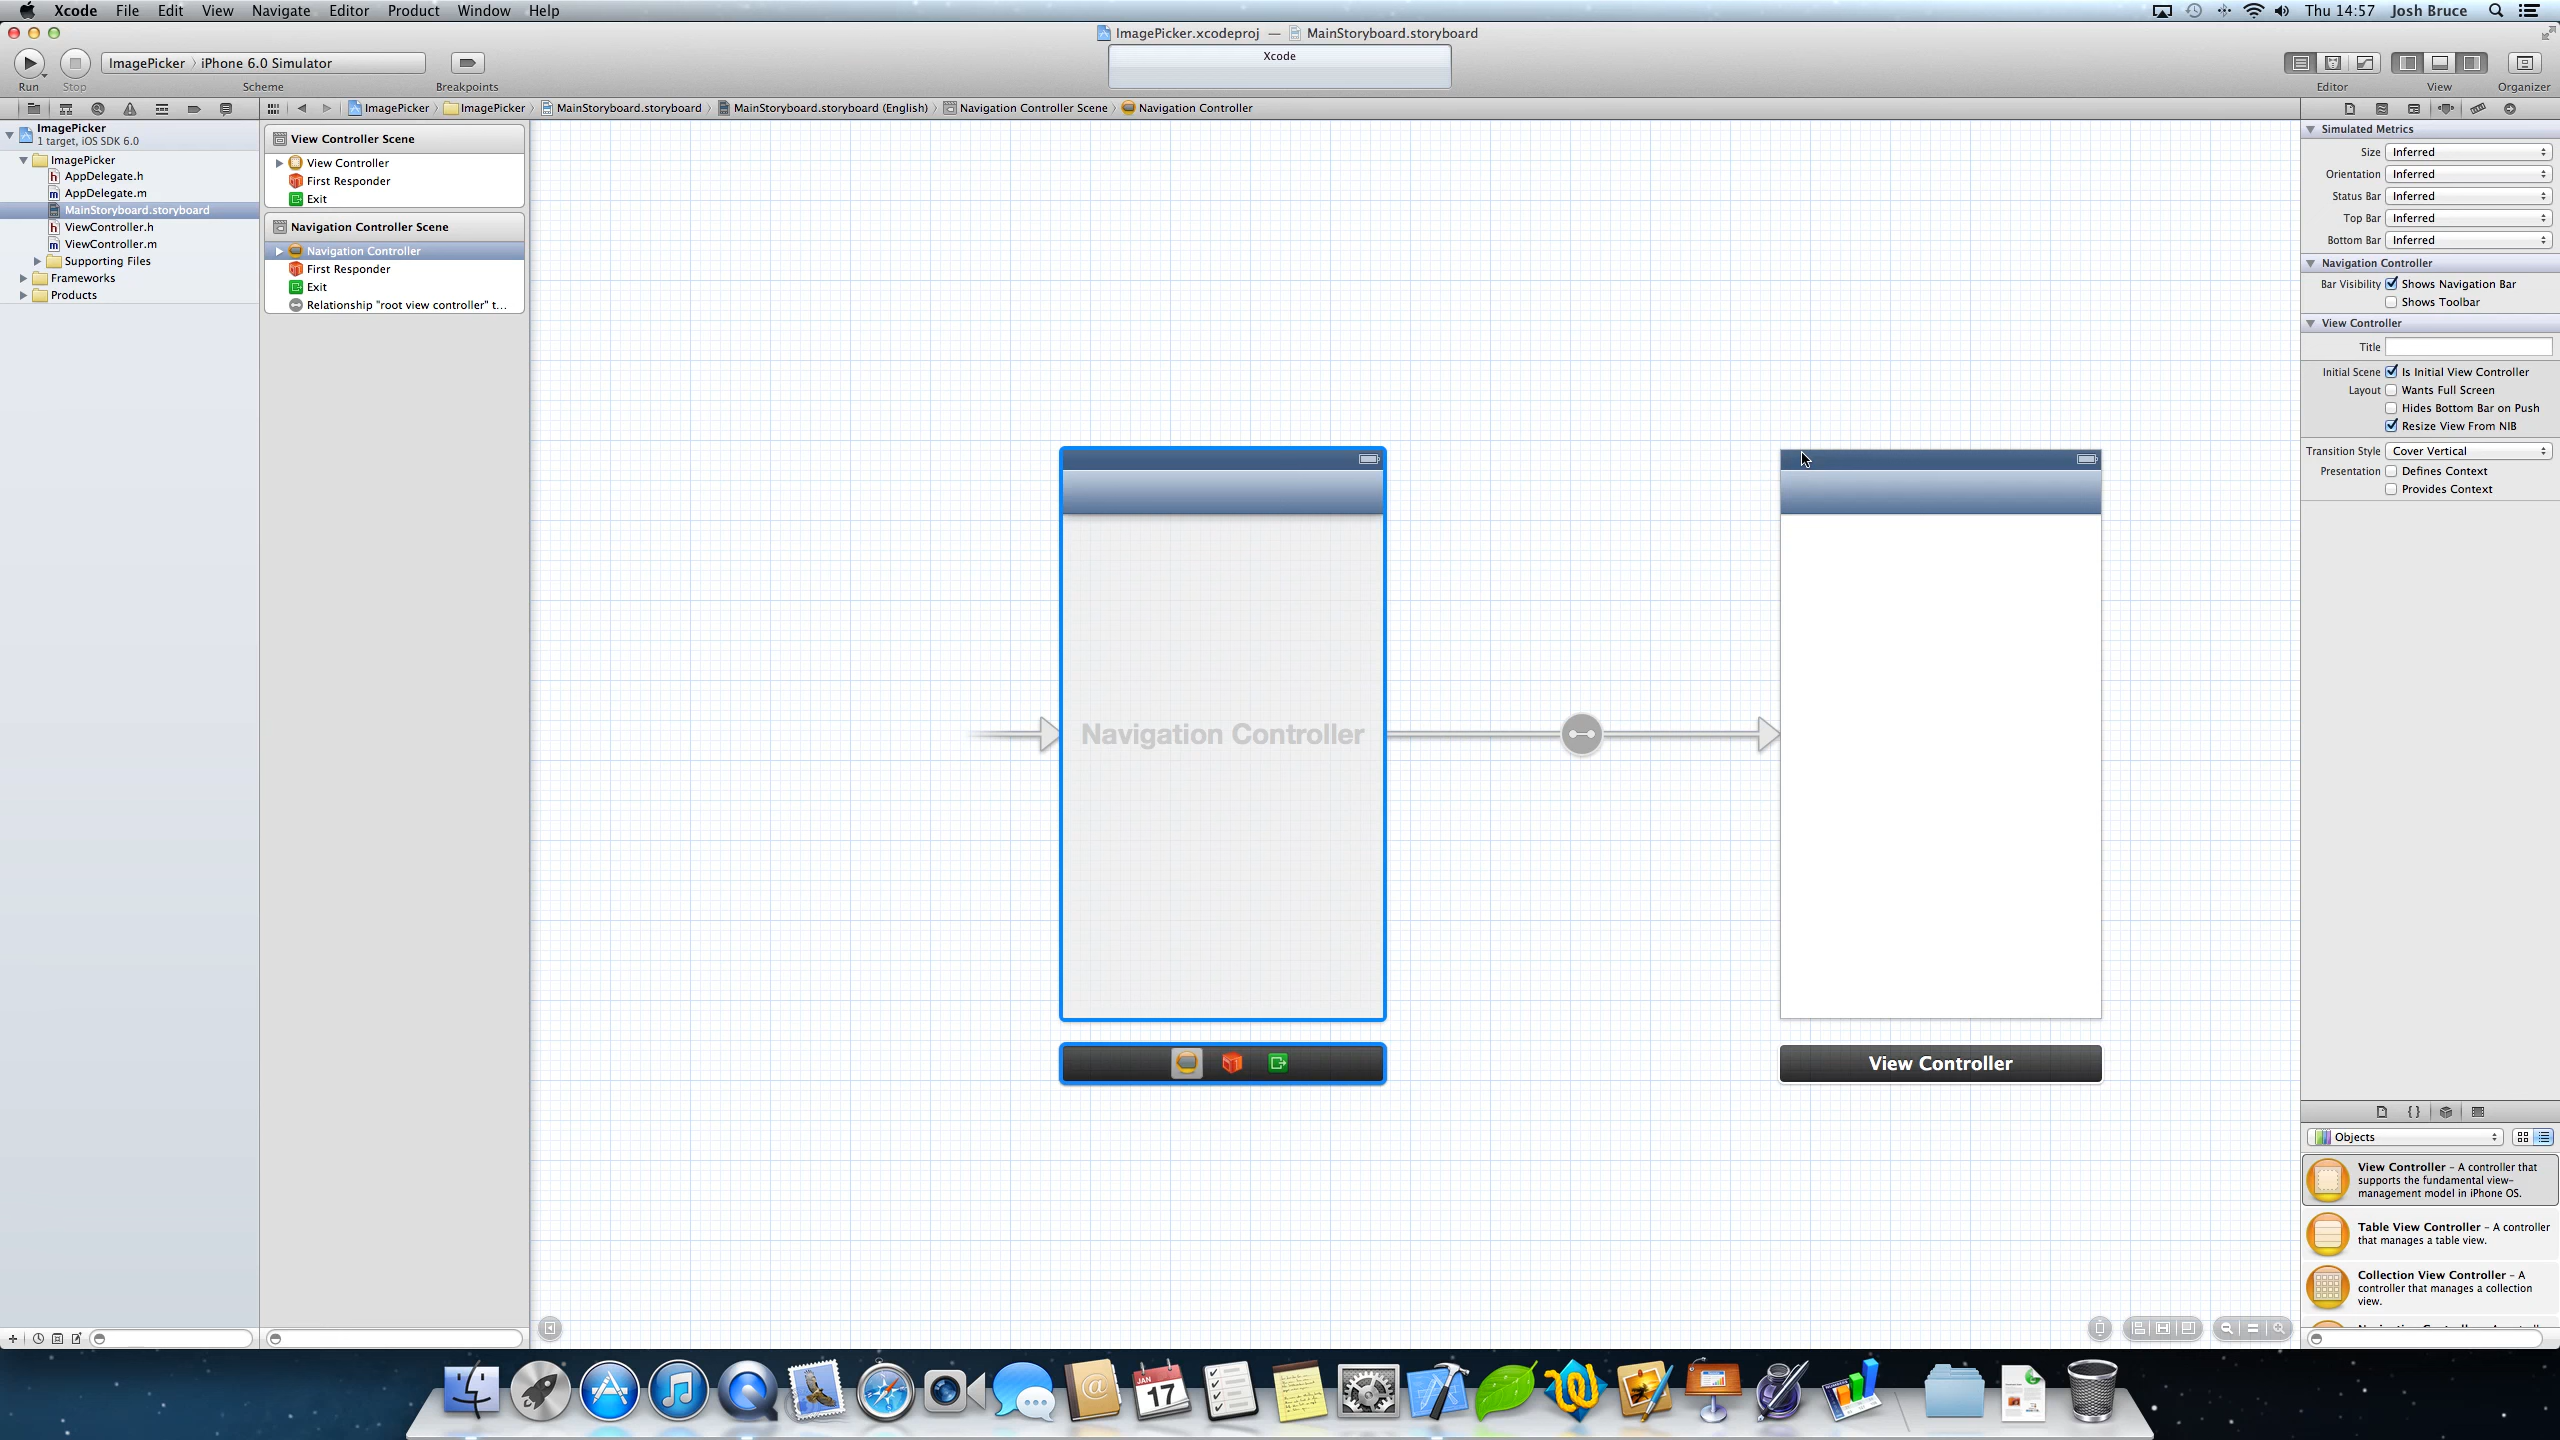 Xcode File Edit View Navigate Editor Product Window Help
Thu 14:57 Josh Bruce
ImagePicker.xcodeproj — MainStoryboard.storyboard
ImagePicker iPhone 6.0 Simulator
Xcode
Run Stop Scheme Breakpoints Editor View Organizer
ImagePicker ImagePicker MainStoryboard.storyboard MainStoryboard.storyboard (English) Navigation Controller Scene Navigation Controller
ImagePicker
1 target, iOS SDK 6.0
ImagePicker
AppDelegate.h
AppDelegate.m
MainStoryboard.storyboard
ViewController.h
ViewController.m
Supporting Files
Frameworks
Products
View Controller Scene
View Controller
First Responder
Exit
Navigation Controller Scene
Navigation Controller
First Responder
Exit
Relationship "root view controller" t...
Navigation Controller
View Controller
Simulated Metrics
Size Inferred
Orientation Inferred
Status Bar Inferred
Top Bar Inferred
Bottom Bar Inferred
Navigation Controller
Bar Visibility Shows Navigation Bar
Shows Toolbar
View Controller
Title
Initial Scene Is Initial View Controller
Layout Wants Full Screen
Hides Bottom Bar on Push
Resize View From NIB
Transition Style Cover Vertical
Presentation Defines Context
Provides Context
{}
Objects
View Controller – A controller that
supports the fundamental view-
management model in iPhone OS.
Table View Controller – A controller
that manages a table view.
Collection View Controller – A
controller that manages a collection
view.
JAN
17